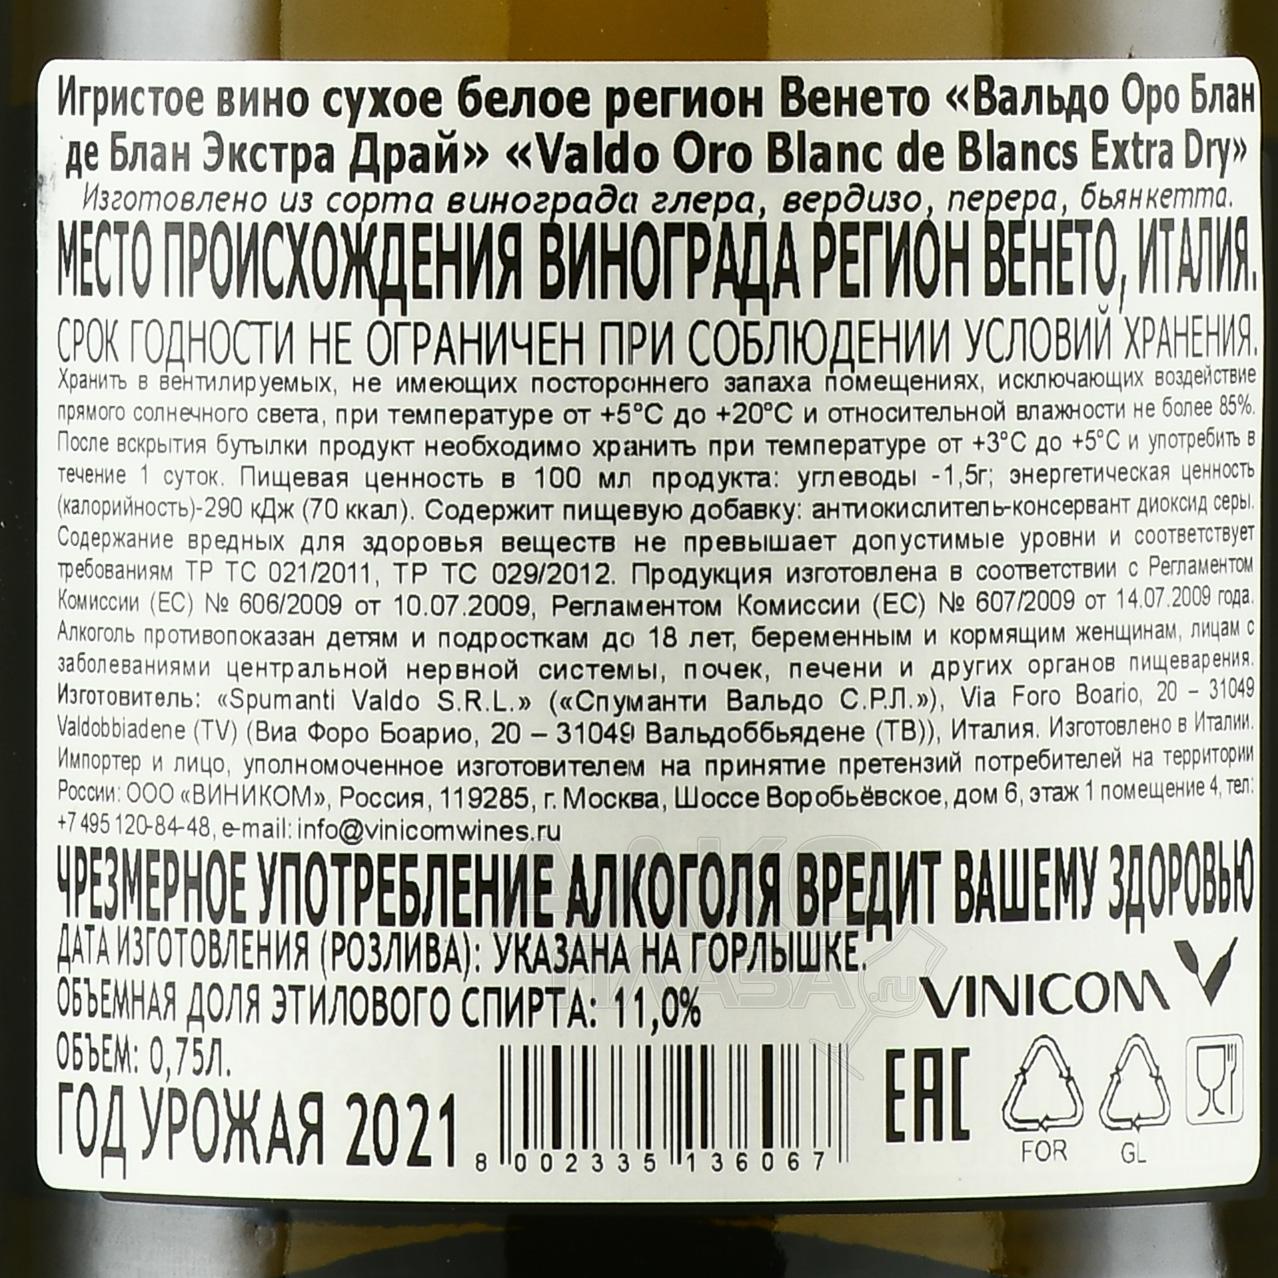 Игристое вино сухое белое регион Венето «Вальдо Оро Блан
де Блан Экстра Драй» «Valdo Oro Blanc de Blancs Extra Dry»
Изготовлено из сорта винограда глера, вердизо, перера, бьянкетта.
МЕСТО ПРОИСХОЖДЕНИЯ ВИНОГРАДА РЕГИОН ВЕНЕТО, ИТАЛИЯ.
СРОК ГОДНОСТИ НЕ ОГРАНИЧЕН ПРИ СОБЛЮДЕНИИ УСЛОВИЙ ХРАНЕНИЯ.
Хранить в вентилируемых, не имеющих постороннего запаха помещениях, исключающих воздействие
прямого солнечного света, при температуре от +5°С до +20°С и относительной влажности не более 85%.
После вскрытия бутылки продукт необходимо хранить при температуре от +3°С до +5°С и употребить в
течение 1 суток. Пищевая ценность в 100 мл продукта: углеводы -1,5г; энергетическая ценность
(калорийность)-290 кДж (70 ккал). Содержит пищевую добавку: антиокислитель-консервант диоксид серы.
Содержание вредных для здоровья веществ не превышает допустимые уровни и соответствует
требованиям ТР ТС 021/2011, ТР ТС 029/2012. Продукция изготовлена в соответствии с Регламентом
Комиссии (ЕС) № 606/2009 от 10.07.2009, Регламентом Комиссии (ЕС) № 607/2009 от 14.07.2009 года.
Алкоголь противопоказан детям и подросткам до 18 лет, беременным и кормящим женщинам, лицам с
заболеваниями центральной нервной системы, почек, печени и других органов пищеварения.
Изготовитель: «Spumanti Valdo S.R.L.» («Спуманти Вальдо С.Р.Л.»), Via Foro Boario, 20 – 31049
Valdobbiadene (TV) (Виа Форо Боарио, 20 – 31049 Вальдоббьядене (ТВ)), Италия. Изготовлено в Италии.
Импортер и лицо, уполномоченное изготовителем на принятие претензий потребителей на территории
России: ООО «ВИНИКОМ», Россия, 119285, г. Москва, Шоссе Воробьёвское, дом 6, этаж 1 помещение 4, тел:
+7 495 120-84-48, e-mail: info@vinicomwines.ru
ЧРЕЗМЕРНОЕ УПОТРЕБЛЕНИЕ АЛКОГОЛЯ ВРЕДИТ ВАШЕМУ ЗДОРОВЬЮ
ДАТА ИЗГОТОВЛЕНИЯ (РОЗЛИВА): УКАЗАНА НА ГОРЛЫШКЕ.
ОБЪЕМНАЯ ДОЛЯ ЭТИЛОВОГО СПИРТА: 11,0%
ОБЪЕМ: 0,75Л.
ГОД УРОЖАЯ 2021
8 002335 136067
VINICOM
EAC
FOR
GL
АЛКО
ПЛАЗА
.ru